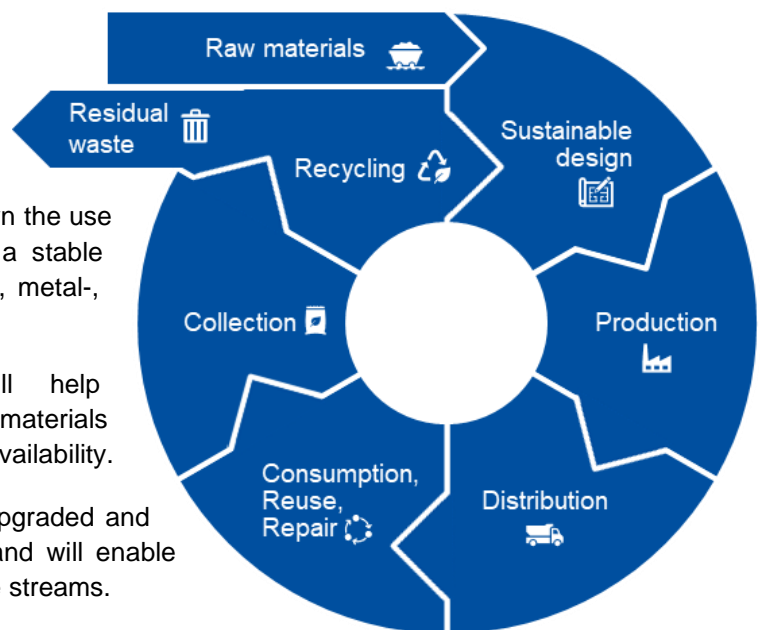 Raw materials
Residual
waste
Recycling
Sustainable
design
n the use
a stable
, metal-,
Collection
Production
ll help
materials
vailability.
Consumption,
Reuse,
Repair
Distribution
pgraded and
and will enable
streams.